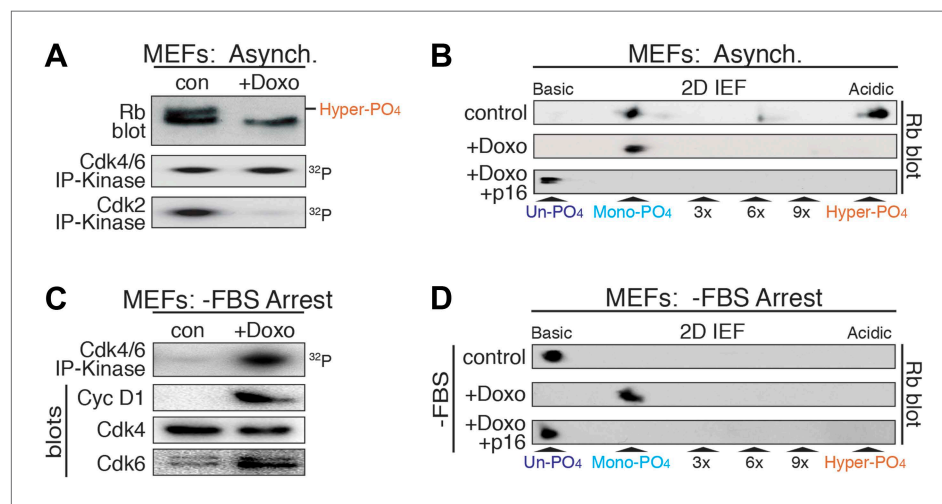 A
MEFs: Asynch.
con +Doxo
Rb blot
Hyper-PO4
Cdk4/6 IP-Kinase
32P
Cdk2 IP-Kinase
32P
B
MEFs: Asynch.
Basic 2D IEF Acidic
control
+Doxo
+Doxo +p16
Rb blot
Un-PO4 Mono-PO4 3x 6x 9x Hyper-PO4
C
MEFs: -FBS Arrest
con +Doxo
Cdk4/6 IP-Kinase
32P
blots
Cyc D1
Cdk4
Cdk6
D
MEFs: -FBS Arrest
Basic 2D IEF Acidic
-FBS
control
+Doxo
+Doxo +p16
Rb blot
Un-PO4 Mono-PO4 3x 6x 9x Hyper-PO4